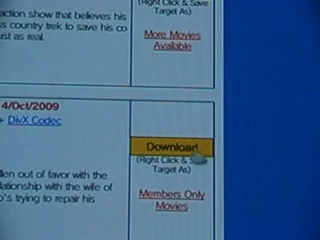 action show that believes his
s country trek to save his co
ust as real.
(Right Click & Save
Target As)
More Movies
Available
4/Oct/2009
+ DivX Codec
Download
(Right Click & S
Target As)
llen out of favor with the
lationship with the wife of
o's trying to repair his
Members Only
Movies